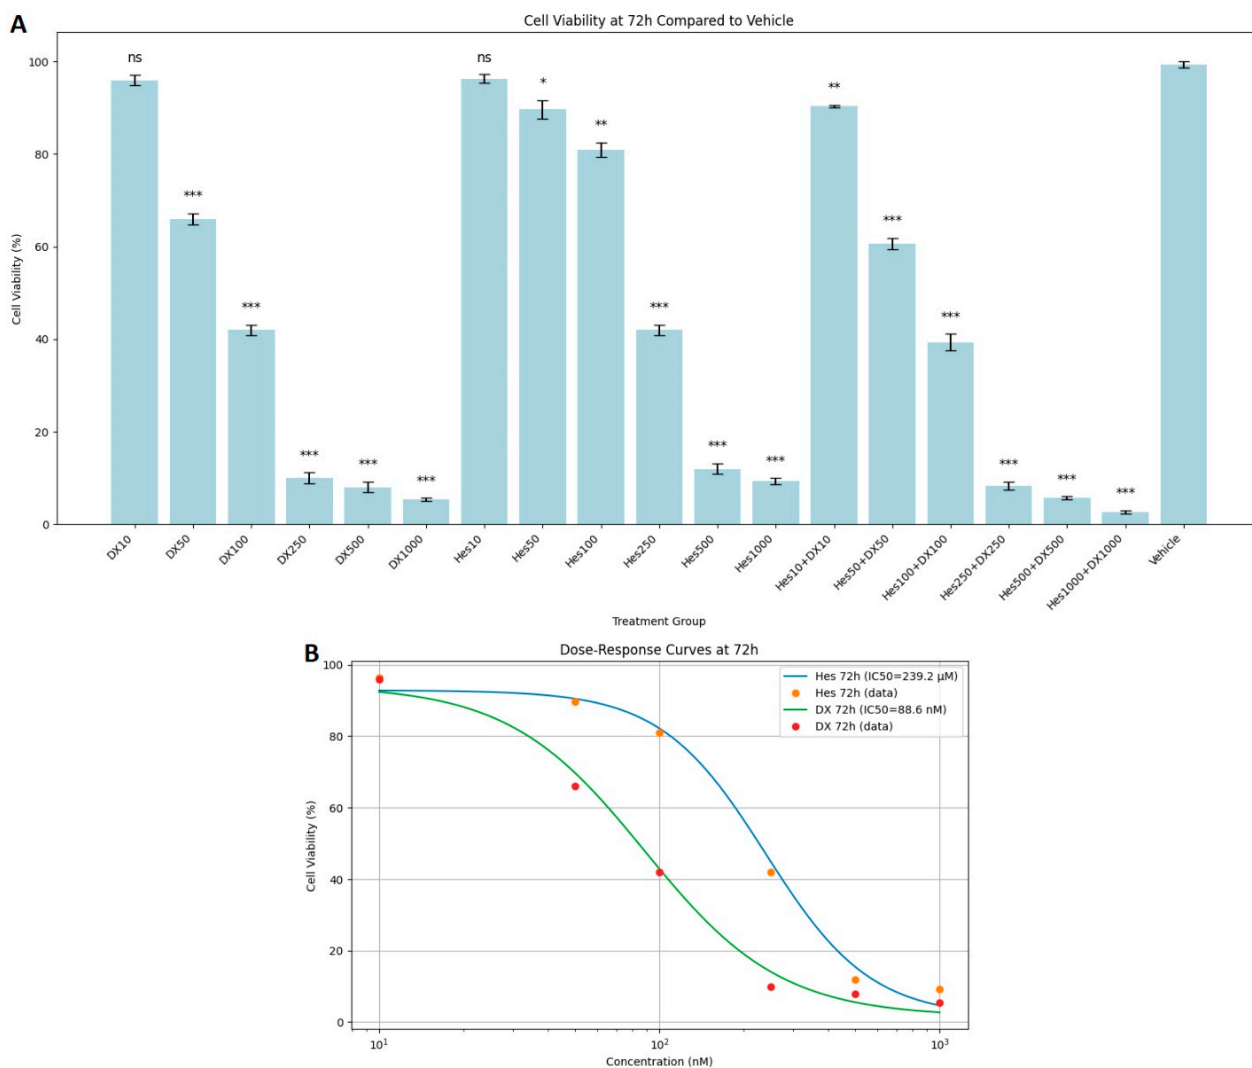 A
Cell Viability at 72h Compared to Vehicle
Cell Viability (%)
100
80
60
40
20
0
ns
***
***
***
***
***
ns
*
**
***
***
***
**
***
***
***
***
***
DX10
DX50
DX100
DX250
DX500
DX1000
Hes10
Hes50
Hes100
Hes250
Hes500
Hes1000
Hes10+DX10
Hes50+DX50
Hes100+DX100
Hes250+DX250
Hes500+DX500
Hes1000+DX1000
Vehicle
Treatment Group
B
Dose-Response Curves at 72h
Cell Viability (%)
100
80
60
40
20
0
Hes 72h (IC50=239.2 μM)
Hes 72h (data)
DX 72h (IC50=88.6 nM)
DX 72h (data)
10¹
10²
10³
Concentration (nM)